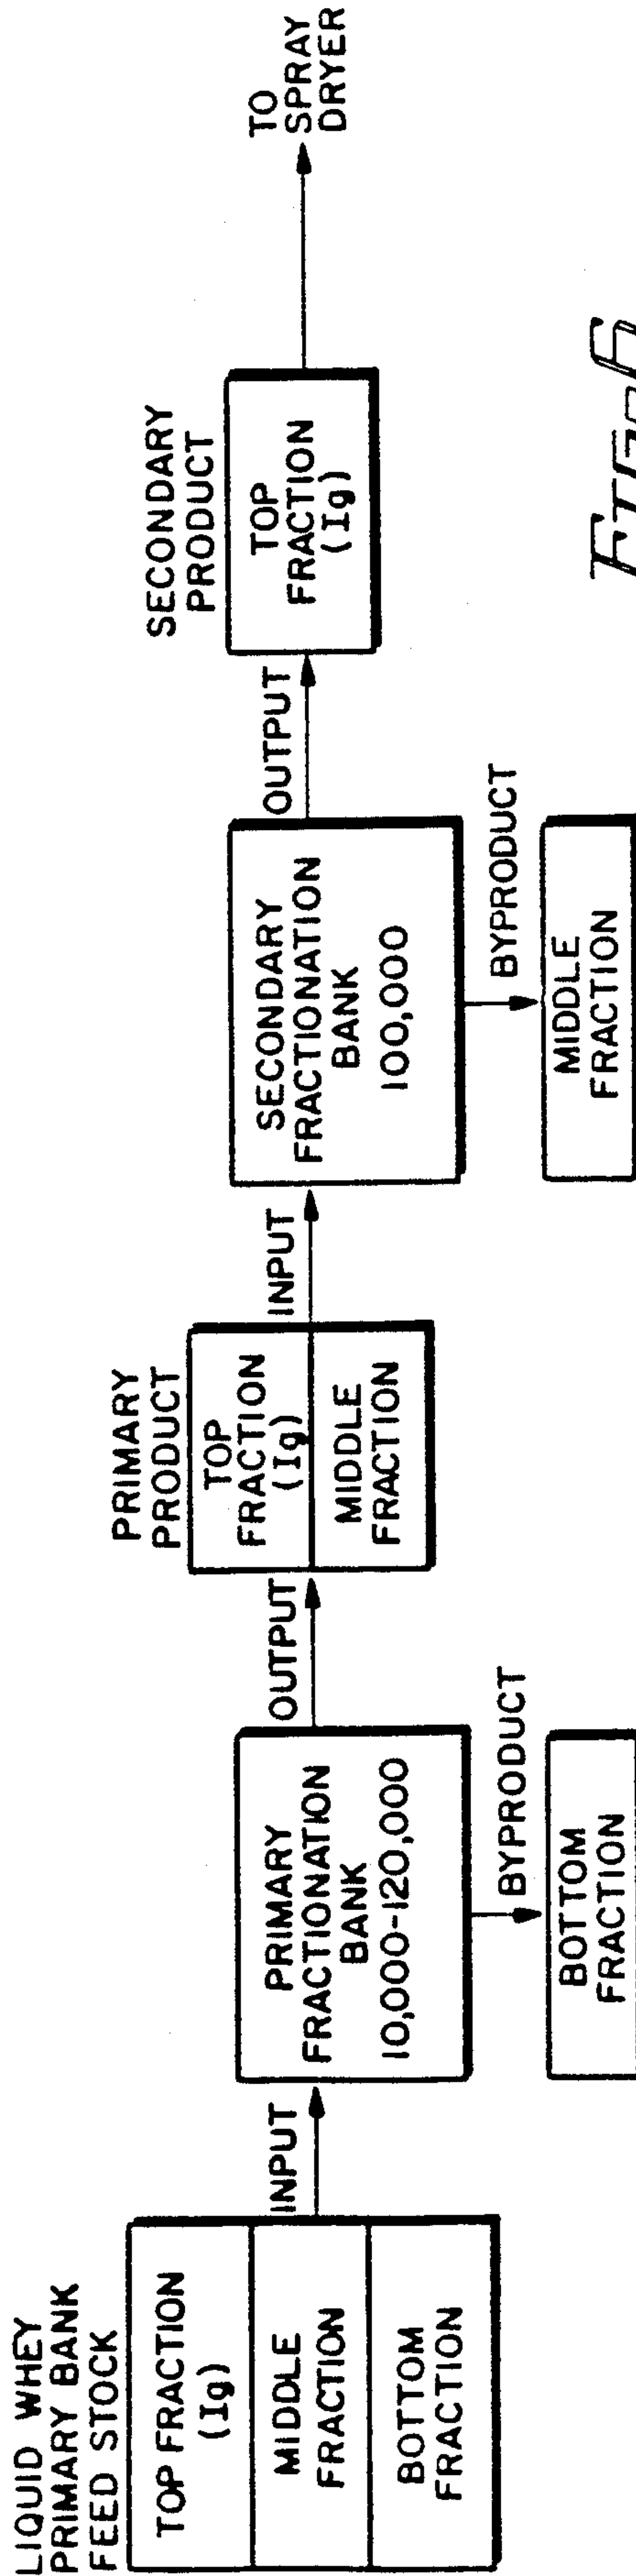 LIQUID WHEY
PRIMARY BANK
FEED STOCK
TOP FRACTION
(Ig)
MIDDLE
FRACTION
BOTTOM
FRACTION
INPUT
PRIMARY
FRACTIONATION
BANK
10,000-120,000
BYPRODUCT
BOTTOM
FRACTION
OUTPUT
PRIMARY
PRODUCT
TOP
FRACTION
(Ig)
MIDDLE
FRACTION
INPUT
SECONDARY
FRACTIONATION
BANK
100,000
BYPRODUCT
MIDDLE
FRACTION
OUTPUT
SECONDARY
PRODUCT
TOP
FRACTION
(Ig)
TO
SPRAY
DRYER